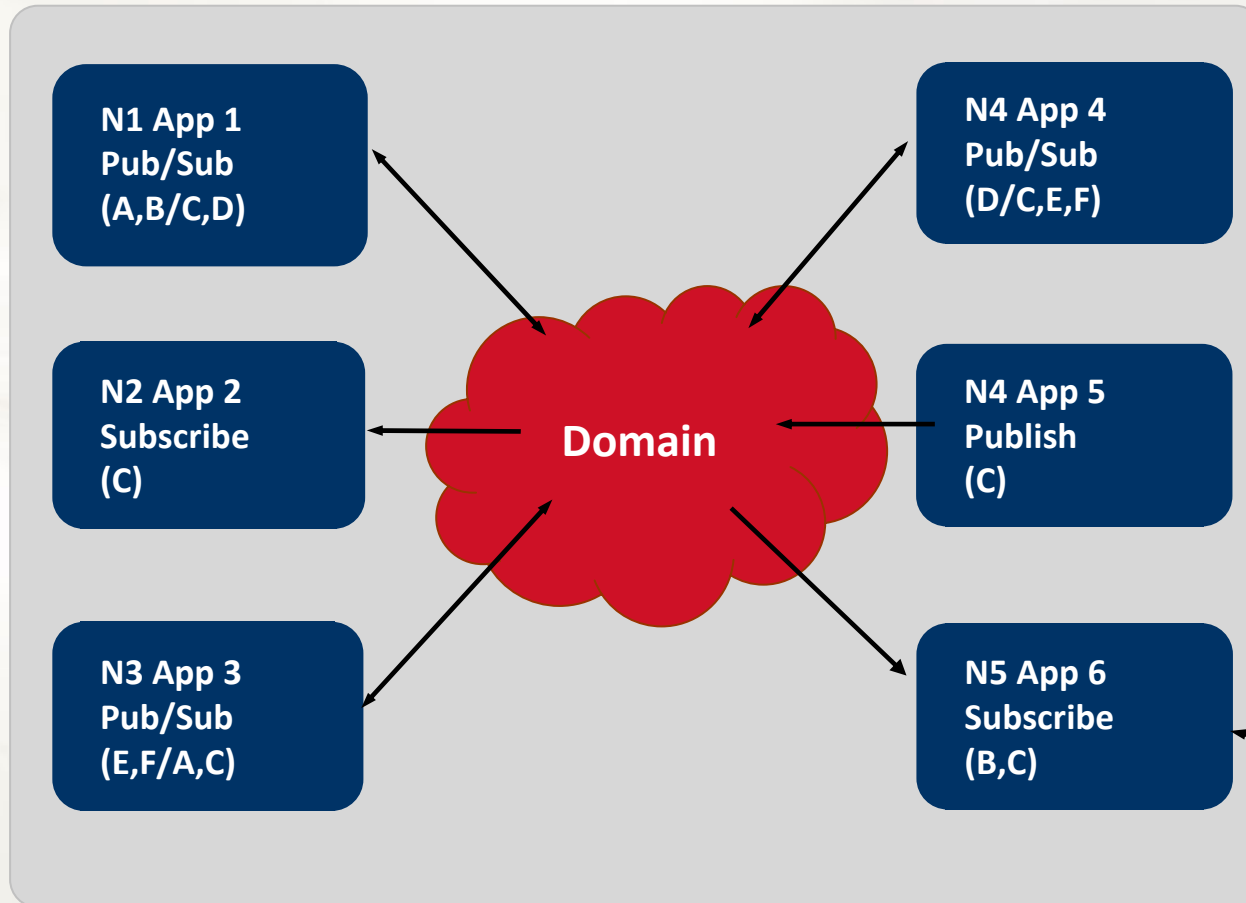 N1 App 1
Pub/Sub
(A,B/C,D)
N2 App 2
Subscribe
(C)
N3 App 3
Pub/Sub
(E,F/A,C)
Domain
N4 App 4
Pub/Sub
(D/C,E,F)
N4 App 5
Publish
(C)
N5 App 6
Subscribe
(B,C)